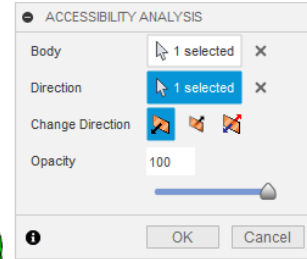 ACCESSIBILITY ANALYSIS
Body 1 selected
Direction 1 selected
Change Direction
Opacity 100
OK Cancel